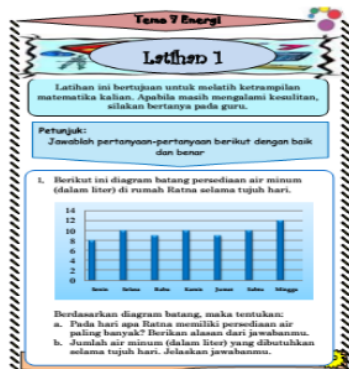 Tema 7 Energi
Latihan 1
Latihan ini bertujuan untuk melatih ketrampilan
matematika kalian. Apabila masih mengalami kesulitan,
silakan bertanya pada guru.
Petunjuk:
Jawablah pertanyaan-pertanyaan berikut dengan baik
dan benar
1. Berikut ini diagram batang persediaan air minum
(dalam liter) di rumah Ratna selama tujuh hari.
14
12
10
8
6
4
2
0
Senin Selasa Rabu Kamis Jumat Sabtu Minggu
Berdasarkan diagram batang, maka tentukan:
a. Pada hari apa Ratna memiliki persediaan air
paling banyak? Berikan alasan dari jawabanmu.
b. Jumlah air minum (dalam liter) yang dibutuhkan
selama tujuh hari. Jelaskan jawabanmu.